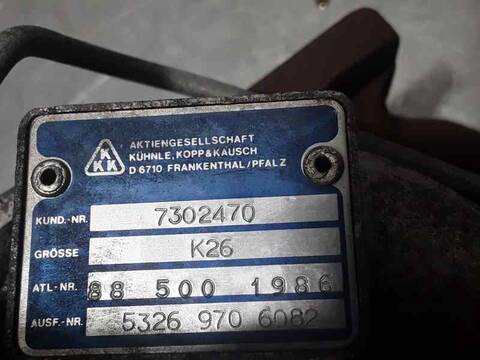 K
KK
AKTIENGESELLSCHAFT
KÜHNLE, KOPP&KAUSCH
D 6710 FRANKENTHAL/PFALZ
KUND.-NR. 7302470
GRÖSSE K26
ATL-NR. 88 500 1986
AUSF.-NR. 5326 970 6082